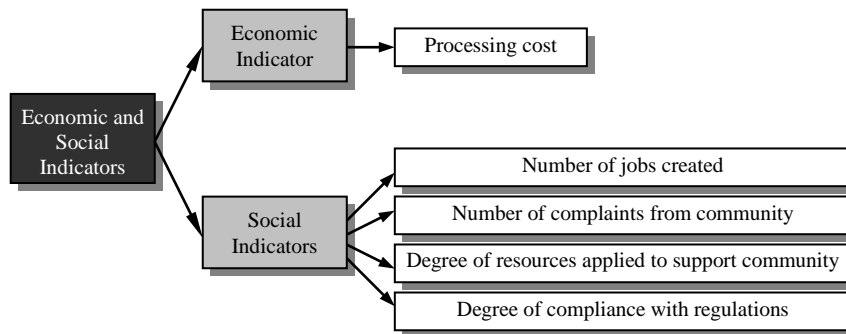 Economic
Indicator
Processing cost
Economic and
Social
Indicators
Number of jobs created
Social
Indicators
Number of complaints from community
Degree of resources applied to support community
Degree of compliance with regulations